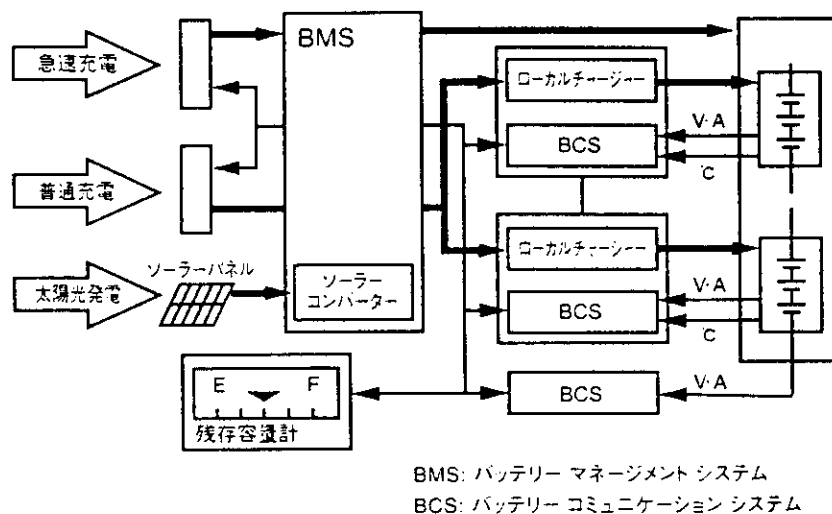 急速充電
BMS
ローカルチャージャー
V·A
BCS
℃
普通充電
ローカルチャージャー
太陽光発電
ソーラーパネル
ソーラー
コンバーター
V·A
BCS
℃
E F
残存容量計
BCS
V·A
BMS: バッテリー マネージメント システム
BCS: バッテリー コミュニケーション システム